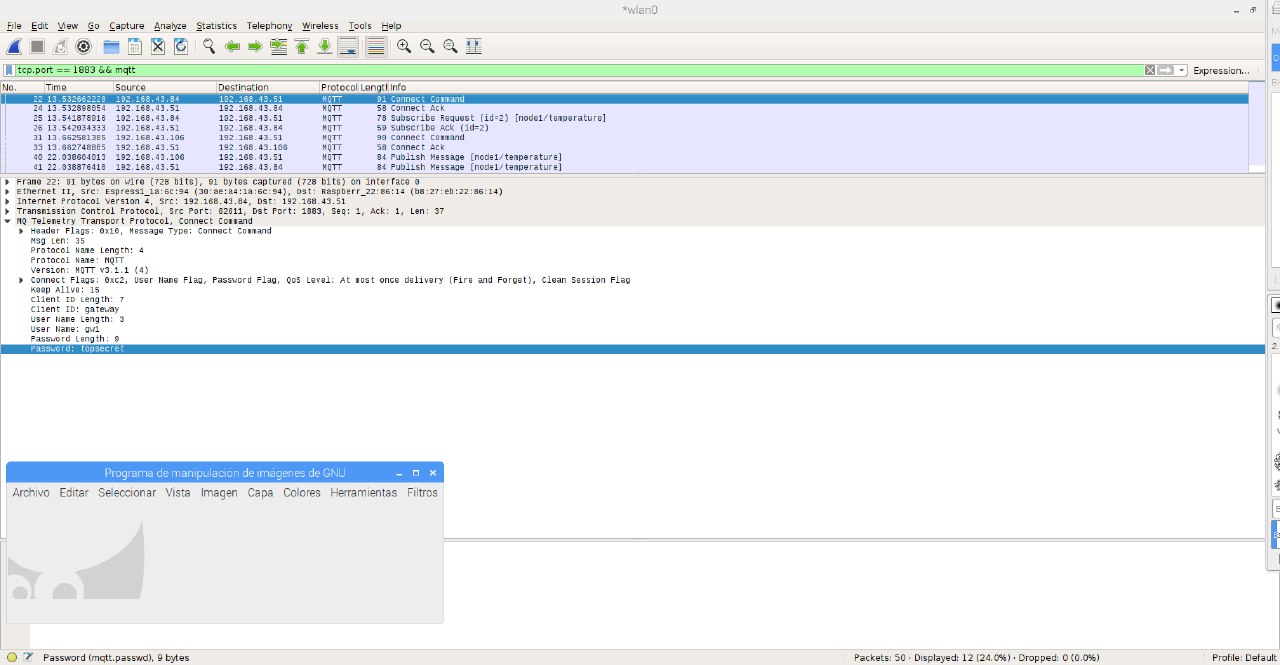 *wlan0
File Edit View Go Capture Analyze Statistics Telephony Wireless Tools Help
tcp.port == 1883 && mqtt
Expression...
No. Time Source Destination Protocol Length Info
22 13.532662220 192.168.43.84 192.168.43.51 MQTT 91 Connect Command
24 13.532898054 192.168.43.51 192.168.43.84 MQTT 58 Connect Ack
25 13.541878916 192.168.43.84 192.168.43.51 MQTT 78 Subscribe Request (id=2) [node1/temperature]
26 13.542034333 192.168.43.51 192.168.43.84 MQTT 59 Subscribe Ack (id=2)
31 13.662581385 192.168.43.106 192.168.43.51 MQTT 90 Connect Command
33 13.662748885 192.168.43.51 192.168.43.106 MQTT 58 Connect Ack
40 22.038604013 192.168.43.106 192.168.43.51 MQTT 84 Publish Message [node1/temperature]
41 22.038876410 192.168.43.51 192.168.43.84 MQTT 84 Publish Message [node1/temperature]
Frame 22: 91 bytes on wire (728 bits), 91 bytes captured (728 bits) on interface 0
Ethernet II, Src: Espressi_1a:6c:94 (30:ae:a4:1a:6c:94), Dst: Raspberr_22:86:14 (b8:27:eb:22:86:14)
Internet Protocol Version 4, Src: 192.168.43.84, Dst: 192.168.43.51
Transmission Control Protocol, Src Port: 62011, Dst Port: 1883, Seq: 1, Ack: 1, Len: 37
MQ Telemetry Transport Protocol, Connect Command
Header Flags: 0x10, Message Type: Connect Command
Msg Len: 35
Protocol Name Length: 4
Protocol Name: MQTT
Version: MQTT v3.1.1 (4)
Connect Flags: 0xc2, User Name Flag, Password Flag, QoS Level: At most once delivery (Fire and Forget), Clean Session Flag
Keep Alive: 15
Client ID Length: 7
Client ID: gateway
User Name Length: 3
User Name: gw1
Password Length: 9
Password: topsecret
Programa de manipulación de imágenes de GNU
Archivo Editar Seleccionar Vista Imagen Capa Colores Herramientas Filtros
Password (mqtt.passwd), 9 bytes
Packets: 50 · Displayed: 12 (24.0%) · Dropped: 0 (0.0%)
Profile: Default